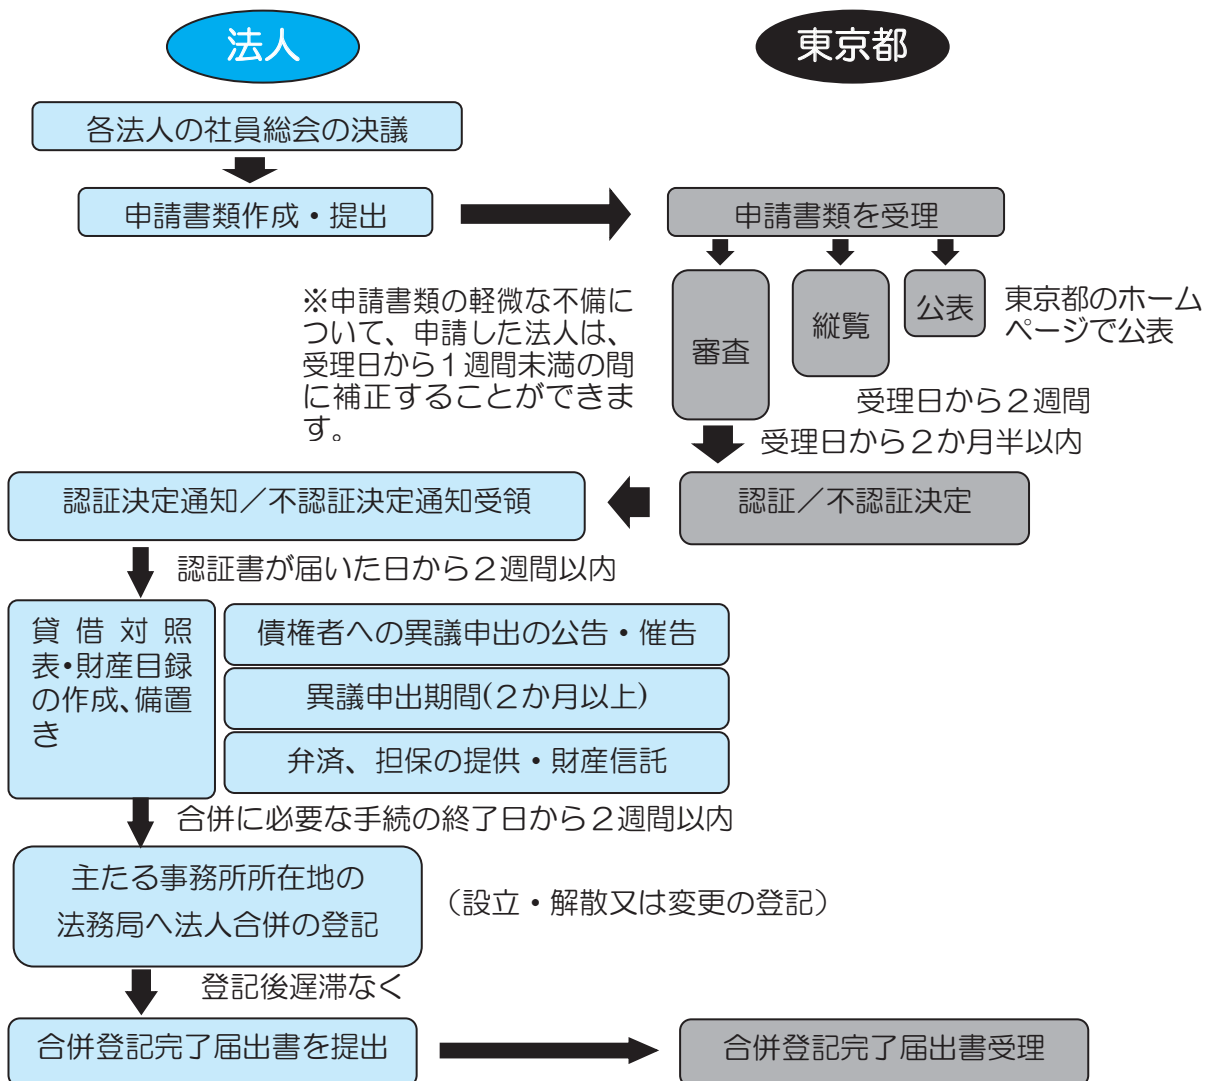 法人
東京都
各法人の社員総会の決議
申請書類作成・提出
申請書類を受理
※申請書類の軽微な不備に
ついて、申請した法人は、
受理日から１週間未満の間
に補正することができま
す。
審査
縦覧
公表
東京都のホーム
ページで公表
受理日から２週間
受理日から２か月半以内
認証決定通知／不認証決定通知受領
認証／不認証決定
認証書が届いた日から２週間以内
貸借対照
表・財産目録
の作成、備置
き
債権者への異議申出の公告・催告
異議申出期間(２か月以上)
弁済、担保の提供・財産信託
合併に必要な手続の終了日から２週間以内
主たる事務所所在地の
法務局へ法人合併の登記
（設立・解散又は変更の登記）
登記後遅滞なく
合併登記完了届出書を提出
合併登記完了届出書受理